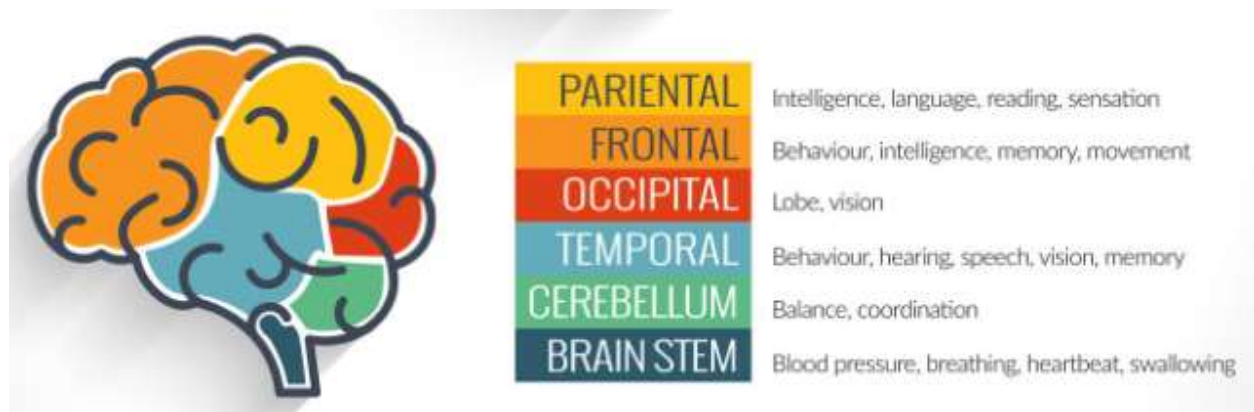 PARIENTAL Intelligence, language, reading, sensation
FRONTAL Behaviour, intelligence, memory, movement
OCCIPITAL Lobe, vision
TEMPORAL Behaviour, hearing, speech, vision, memory
CEREBELLUM Balance, coordination
BRAIN STEM Blood pressure, breathing, heartbeat, swallowing